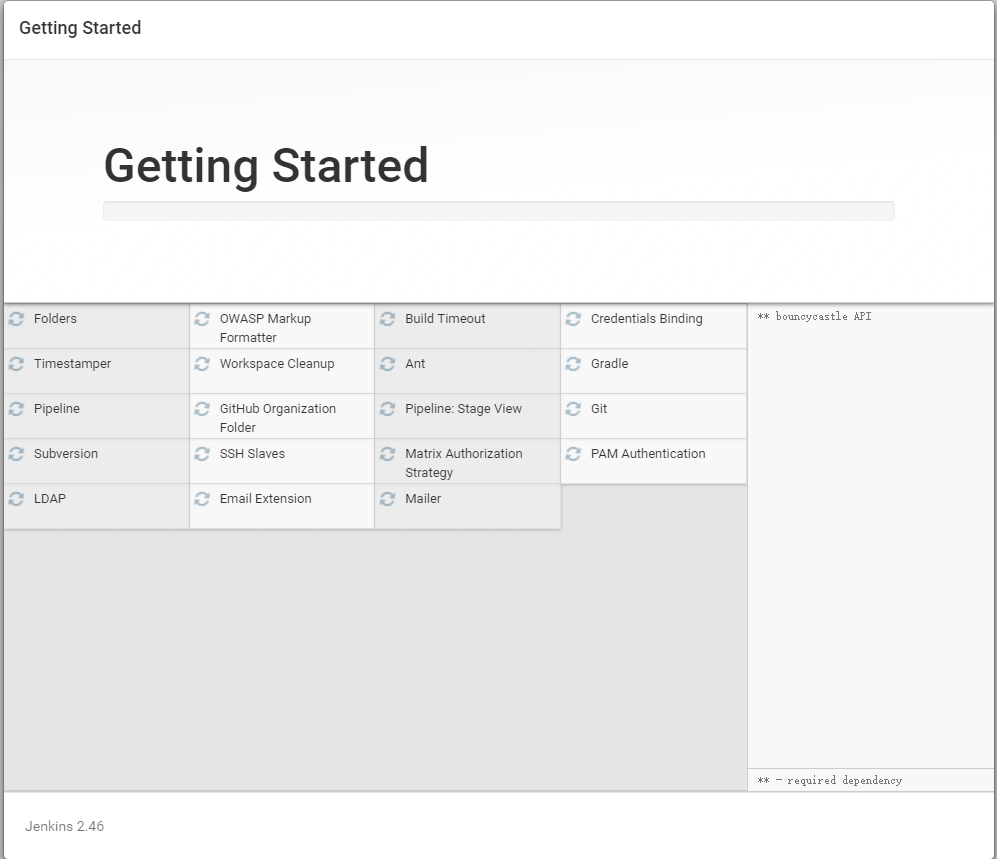 Getting Started
Getting Started
Folders
OWASP Markup
Formatter
Build Timeout
Credentials Binding
** bouncycastle API
Timestamper
Workspace Cleanup
Ant
Gradle
Pipeline
GitHub Organization
Folder
Pipeline: Stage View
Git
Subversion
SSH Slaves
Matrix Authorization
Strategy
PAM Authentication
LDAP
Email Extension
Mailer
** - required dependency
Jenkins 2.46